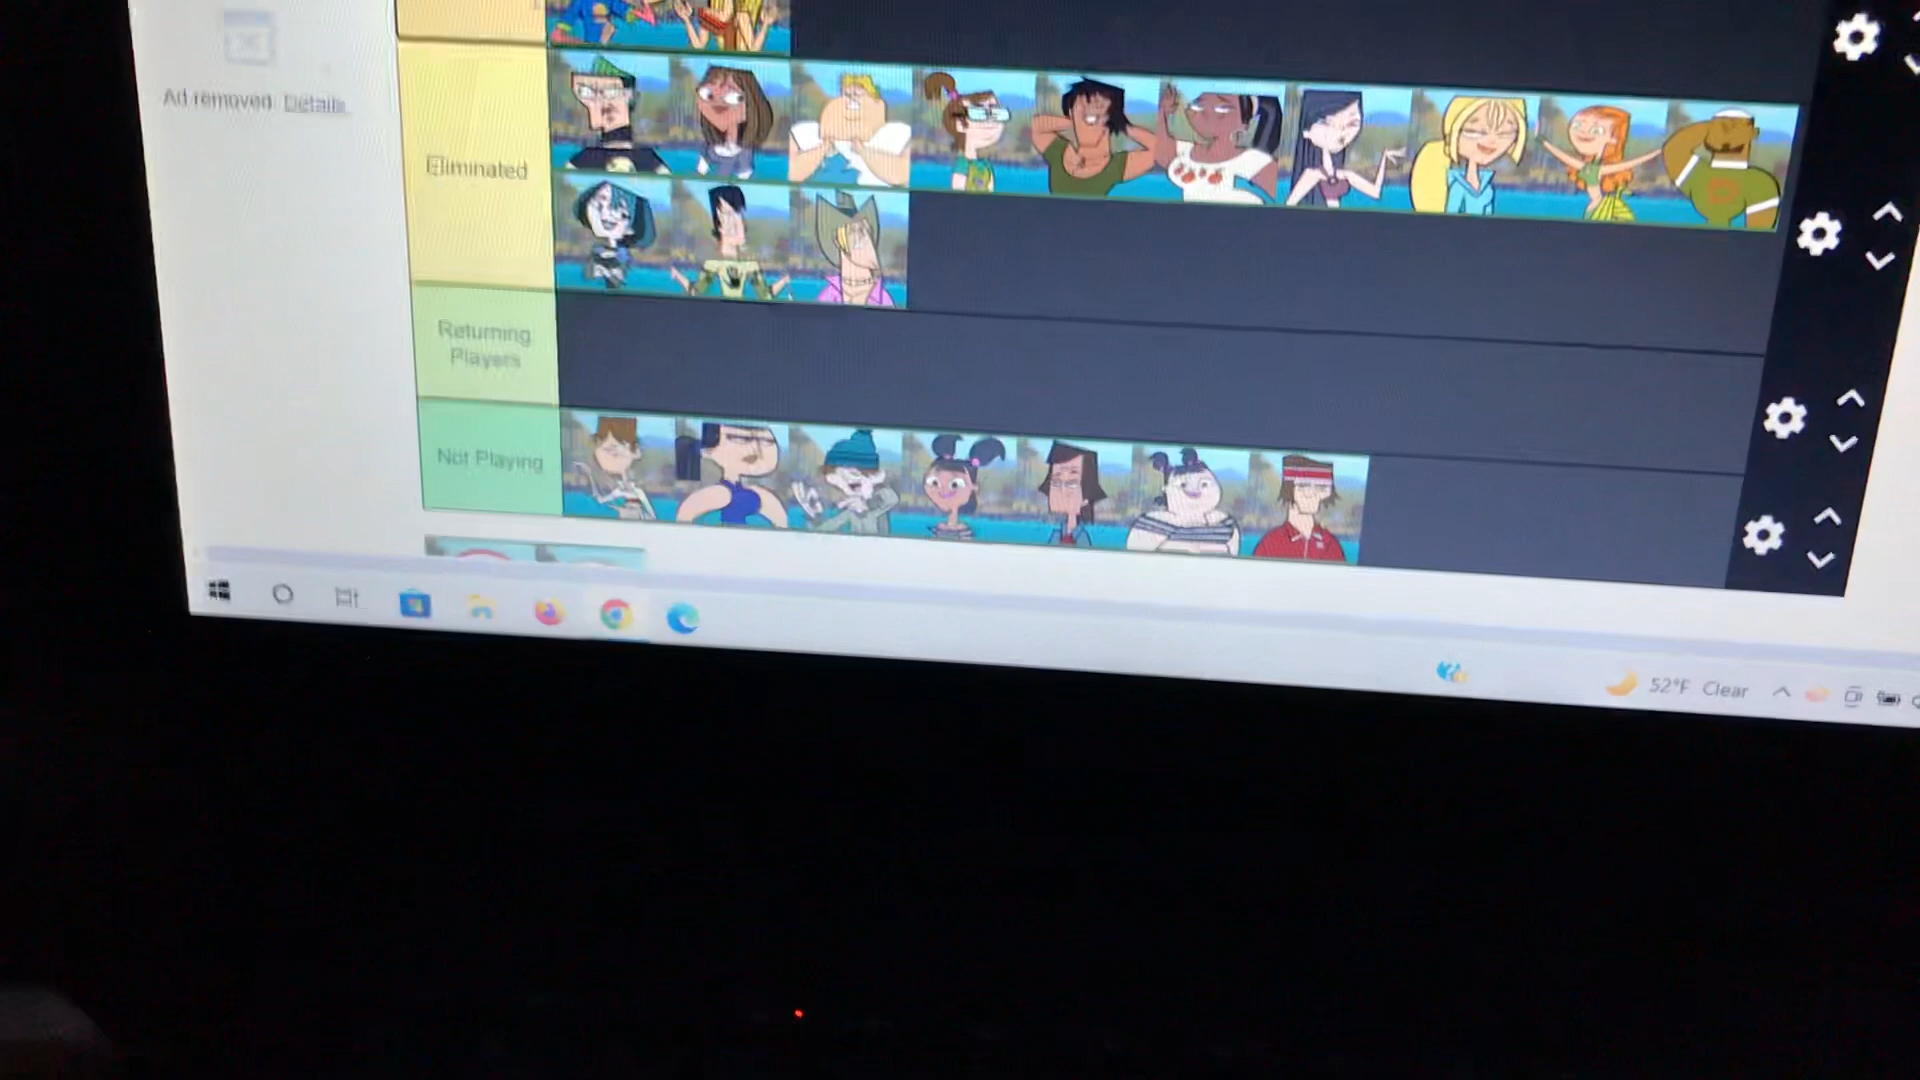 Ad removed. Details
Eliminated
Returning
Players
Not Playing
52°F Clear